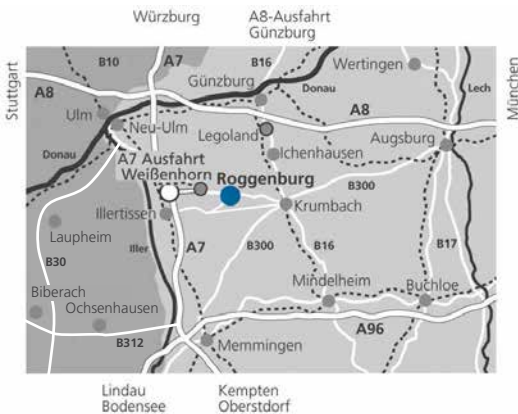 Würzburg
A8-Ausfahrt
Günzburg
Stuttgart
München
B10
A7
B16
Wertingen
Günzburg
Donau
Lech
A8
A8
Ulm
Neu-Ulm
Legoland
Augsburg
Ichenhausen
Donau
A7 Ausfahrt
Weißenhorn
Roggenburg
B300
Illertissen
Krumbach
Laupheim
Iller
A7
B300
B16
B17
B30
Mindelheim
Buchloe
Biberach
Ochsenhausen
A96
B312
Memmingen
Lindau
Bodensee
Kempten
Oberstdorf